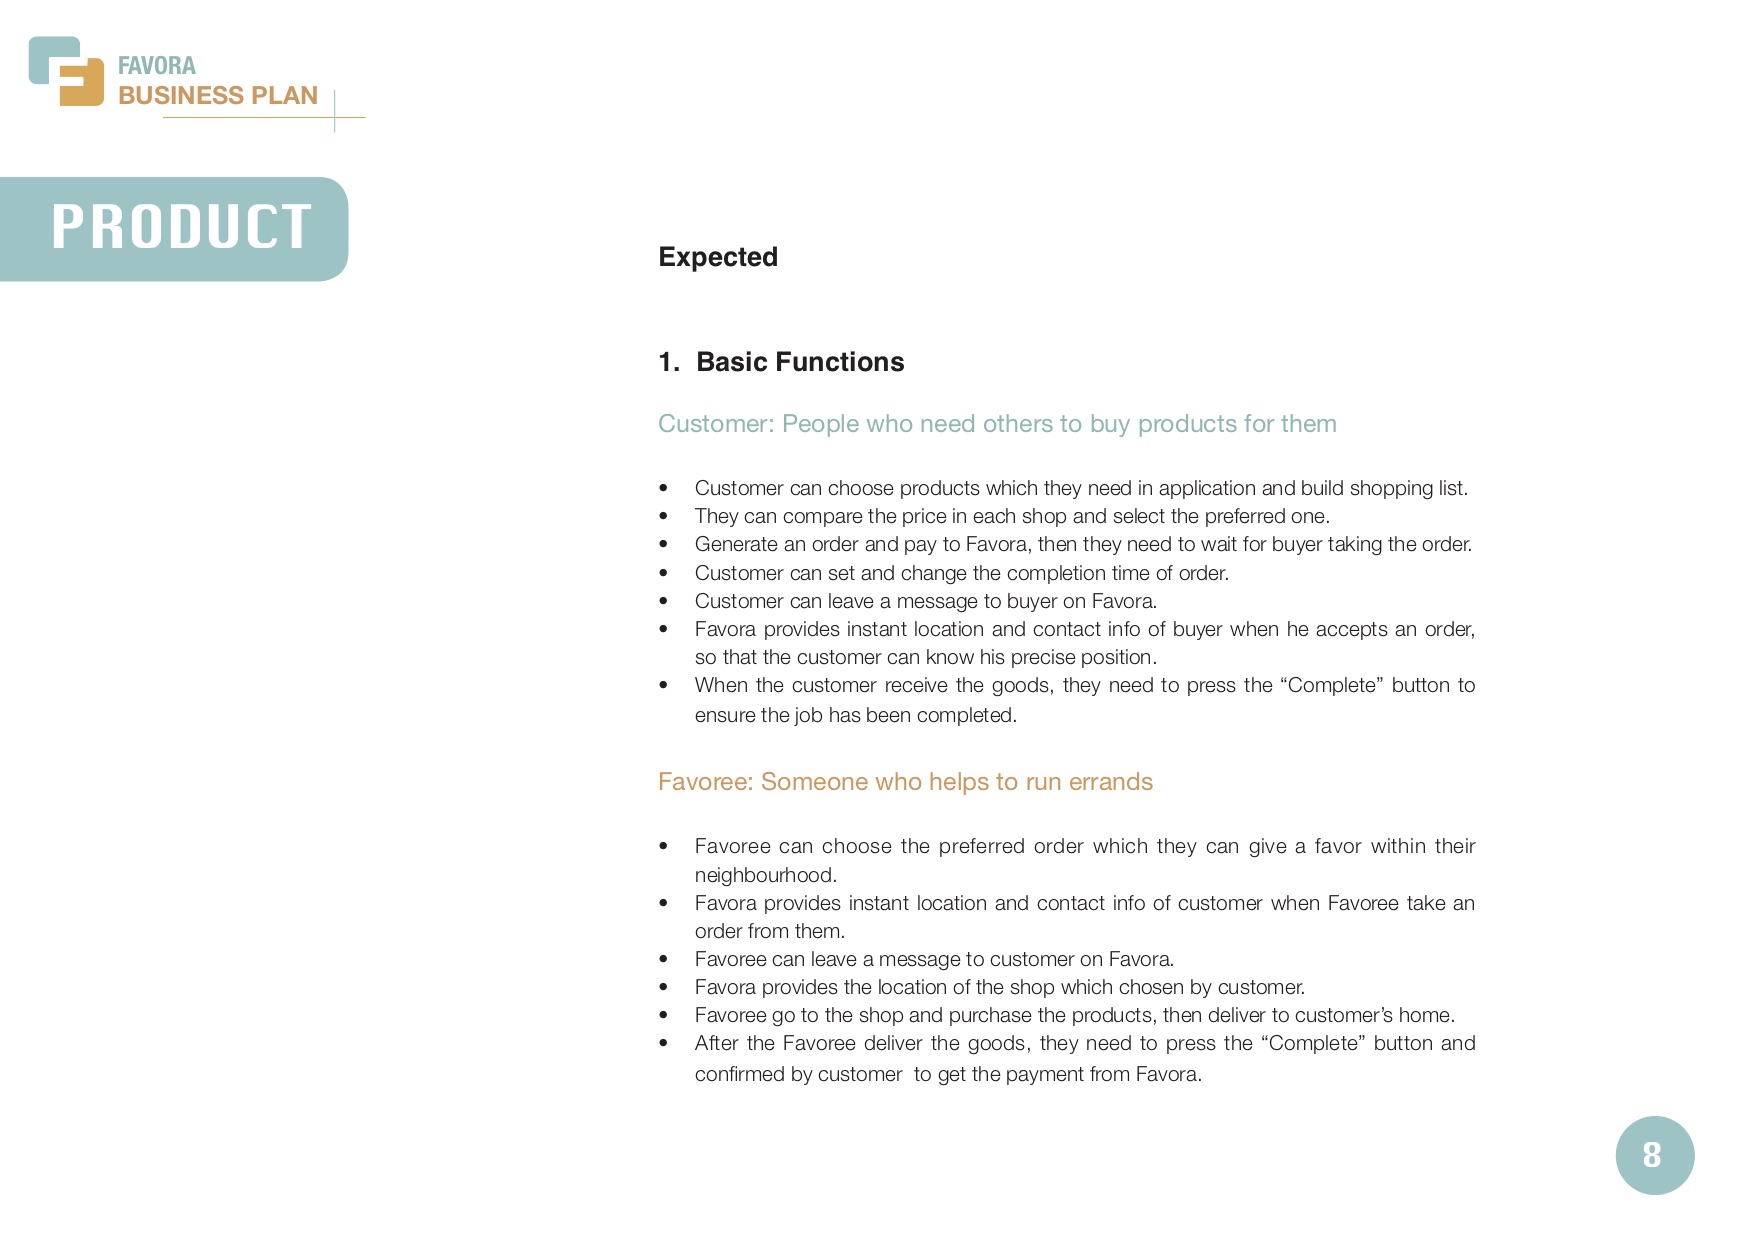 FAVORA
BUSINESS PLAN
PRODUCT
Expected
1. Basic Functions
Customer: People who need others to buy products for them
• Customer can choose products which they need in application and build shopping list.
• They can compare the price in each shop and select the preferred one.
• Generate an order and pay to Favora, then they need to wait for buyer taking the order.
• Customer can set and change the completion time of order.
• Customer can leave a message to buyer on Favora.
• Favora provides instant location and contact info of buyer when he accepts an order,
so that the customer can know his precise position.
• When the customer receive the goods, they need to press the “Complete” button to
ensure the job has been completed.
Favoree: Someone who helps to run errands
• Favoree can choose the preferred order which they can give a favor within their
neighbourhood.
• Favora provides instant location and contact info of customer when Favoree take an
order from them.
• Favoree can leave a message to customer on Favora.
• Favora provides the location of the shop which chosen by customer.
• Favoree go to the shop and purchase the products, then deliver to customer’s home.
• After the Favoree deliver the goods, they need to press the “Complete” button and
confirmed by customer to get the payment from Favora.
8